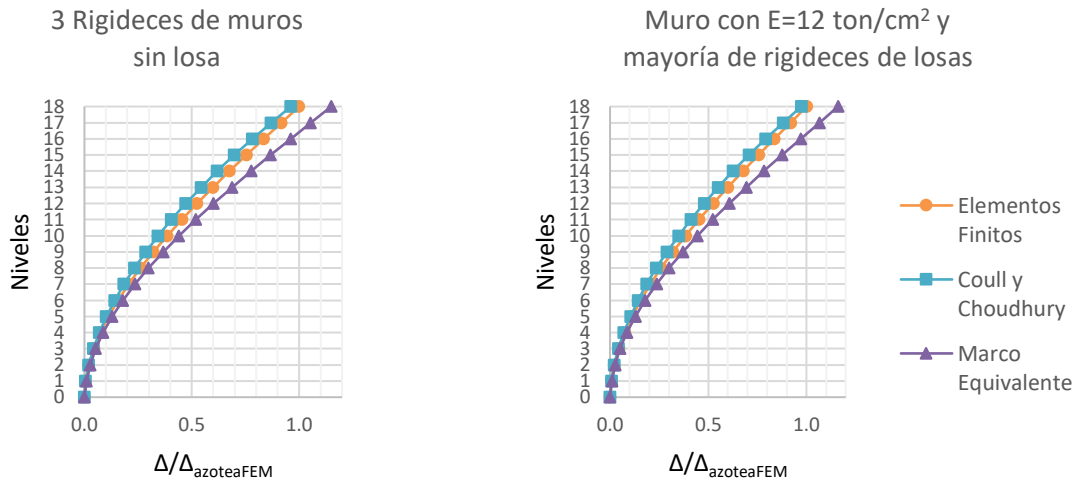 3 Rigideces de muros
sin losa
Niveles
18
17
16
15
14
13
12
11
10
9
8
7
6
5
4
3
2
1
0
0.0 0.5 1.0
Δ/ΔazoteaFEM
Muro con E=12 ton/cm² y
mayoría de rigideces de losas
Niveles
18
17
16
15
14
13
12
11
10
9
8
7
6
5
4
3
2
1
0
0.0 0.5 1.0
Δ/ΔazoteaFEM
Elementos
Finitos
Coull y
Choudhury
Marco
Equivalente